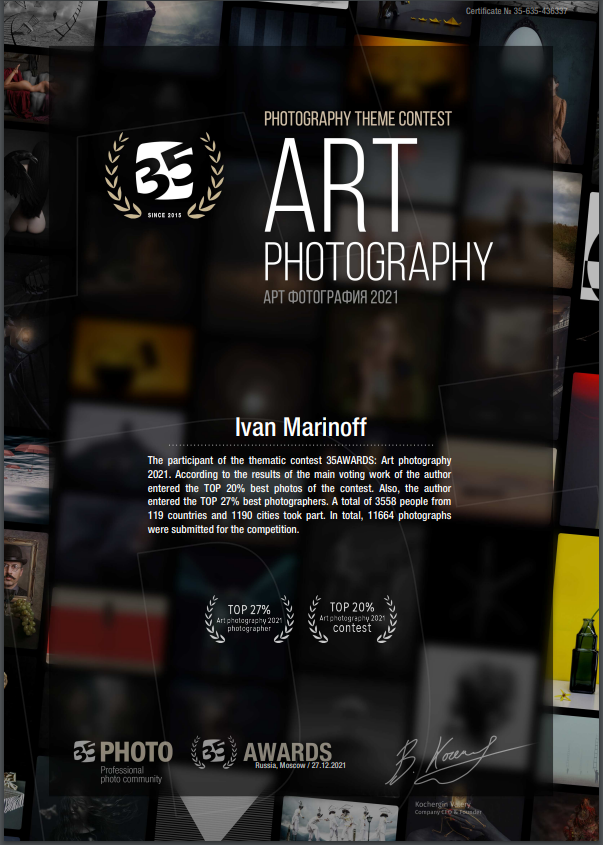 Certificate № 35-635-436337
PHOTOGRAPHY THEME CONTEST
35
SINCE 2015
ART
PHOTOGRAPHY
АРТ ФОТОГРАФИЯ 2021
Ivan Marinoff
The participant of the thematic contest 35AWARDS: Art photography
2021. According to the results of the main voting work of the author
entered the TOP 20% best photos of the contest. Also, the author
entered the TOP 27% best photographers. A total of 3558 people from
119 countries and 1190 cities took part. In total, 11664 photographs
were submitted for the competition.
TOP 27%
Art photography 2021
photographer
TOP 20%
Art photography 2021
contest
35 PHOTO
Professional
photo community
35 AWARDS
Russia, Moscow / 27.12.2021
Kochergin Valery
Company CEO & Founder